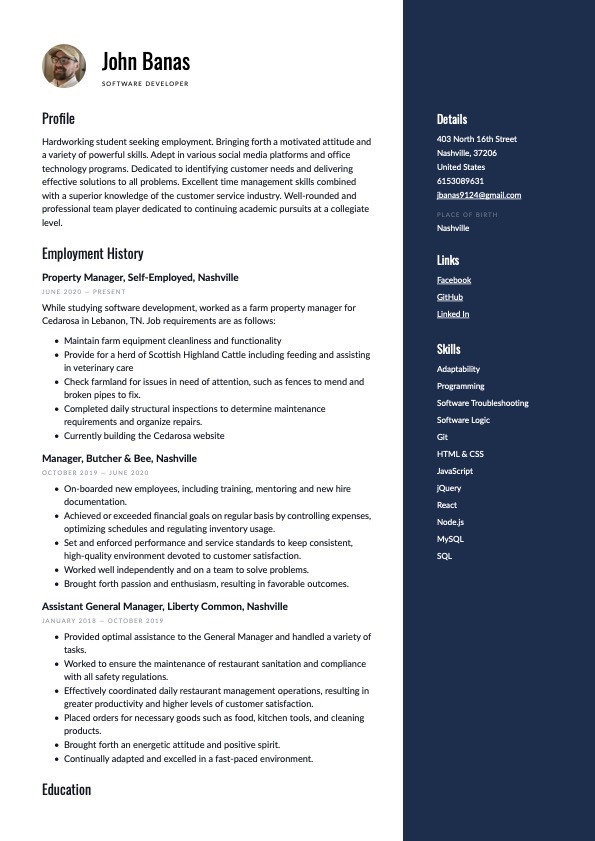 John Banas
SOFTWARE DEVELOPER
Profile
Hardworking student seeking employment. Bringing forth a motivated attitude and
a variety of powerful skills. Adept in various social media platforms and office
technology programs. Dedicated to identifying customer needs and delivering
effective solutions to all problems. Excellent time management skills combined
with a superior knowledge of the customer service industry. Well-rounded and
professional team player dedicated to continuing academic pursuits at a collegiate
level.
Employment History
Property Manager, Self-Employed, Nashville
JUNE 2020 — PRESENT
While studying software development, worked as a farm property manager for
Cedarosa in Lebanon, TN. Job requirements are as follows:
• Maintain farm equipment cleanliness and functionality
• Provide for a herd of Scottish Highland Cattle including feeding and assisting
in veterinary care
• Check farmland for issues in need of attention, such as fences to mend and
broken pipes to fix.
• Completed daily structural inspections to determine maintenance
requirements and organize repairs.
• Currently building the Cedarosa website
Manager, Butcher & Bee, Nashville
OCTOBER 2019 — JUNE 2020
• On-boarded new employees, including training, mentoring and new hire
documentation.
• Achieved or exceeded financial goals on regular basis by controlling expenses,
optimizing schedules and regulating inventory usage.
• Set and enforced performance and service standards to keep consistent,
high-quality environment devoted to customer satisfaction.
• Worked well independently and on a team to solve problems.
• Brought forth passion and enthusiasm, resulting in favorable outcomes.
Assistant General Manager, Liberty Common, Nashville
JANUARY 2018 — OCTOBER 2019
• Provided optimal assistance to the General Manager and handled a variety of
tasks.
• Worked to ensure the maintenance of restaurant sanitation and compliance
with all safety regulations.
• Effectively coordinated daily restaurant management operations, resulting in
greater productivity and higher levels of customer satisfaction.
• Placed orders for necessary goods such as food, kitchen tools, and cleaning
products.
• Brought forth an energetic attitude and positive spirit.
• Continually adapted and excelled in a fast-paced environment.
Education
Details
403 North 16th Street
Nashville, 37206
United States
6153089631
jbanas9124@gmail.com
PLACE OF BIRTH
Nashville
Links
Facebook
GitHub
Linked In
Skills
Adaptability
Programming
Software Troubleshooting
Software Logic
Git
HTML & CSS
JavaScript
jQuery
React
Node.js
MySQL
SQL